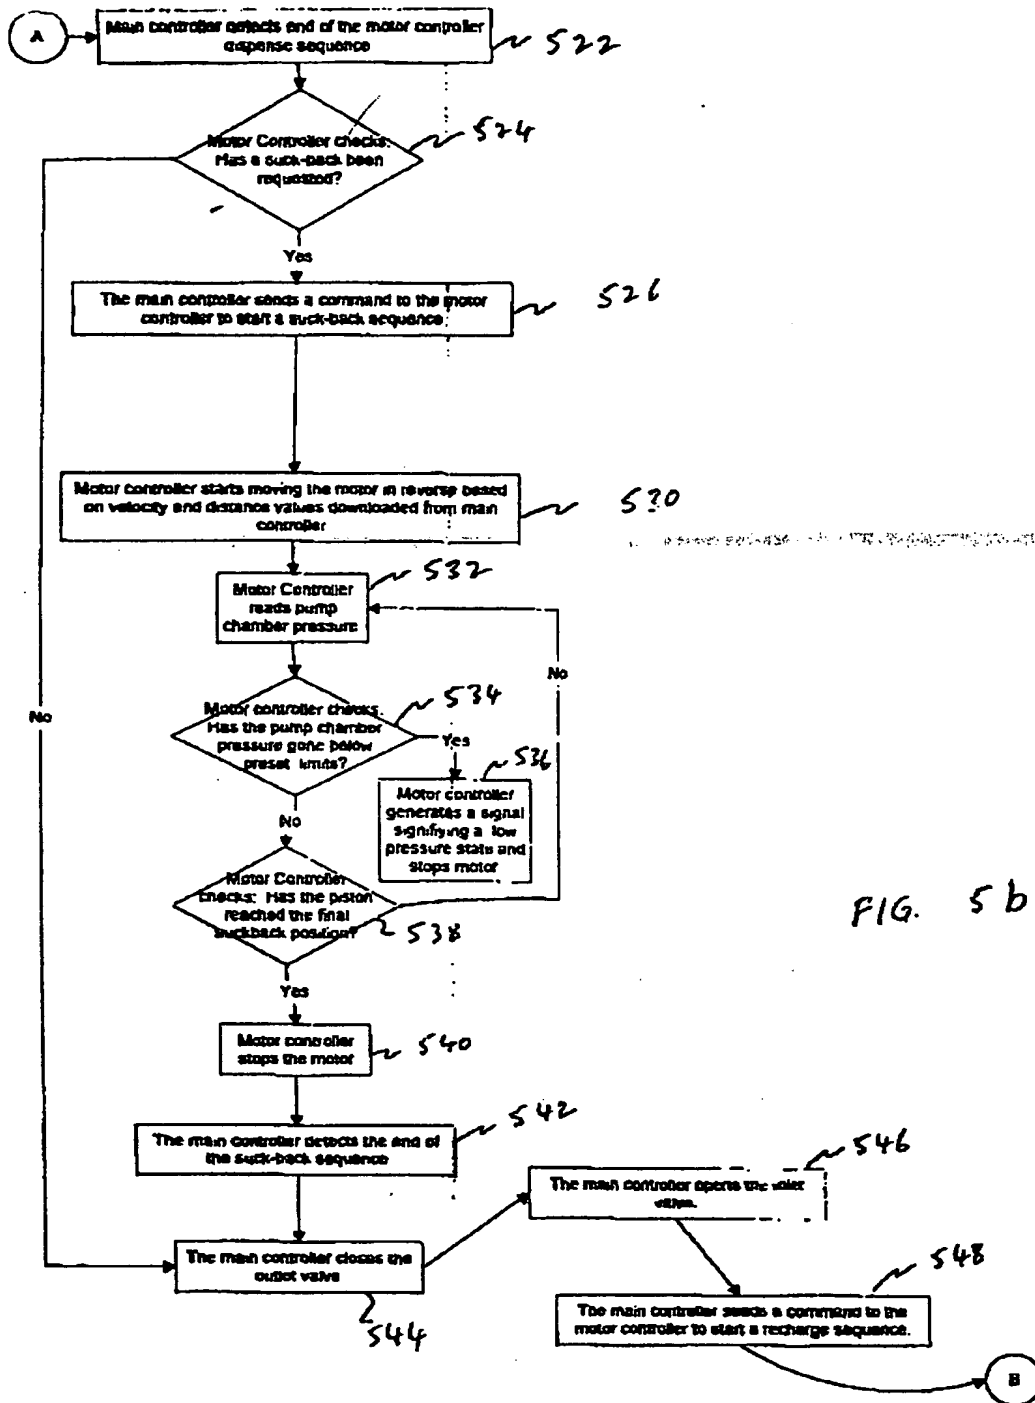 A
Main controller detects end of the motor controller
dispense sequence
522
Motor Controller checks:
Has a suck-back been
requested?
524
Yes
The main controller sends a command to the motor
controller to start a suck-back sequence
526
Motor controller starts moving the motor in reverse based
on velocity and distance values downloaded from main
controller
530
Motor Controller
reads pump
chamber pressure
532
No
No
Motor controller checks.
Has the pump chamber
pressure gone below
preset limits?
534
Yes
536
Motor controller
generates a signal
signifying a low
pressure state and
stops motor
No
Motor Controller
checks: Has the piston
reached the final
suckback position?
538
FIG. 5b
Yes
Motor controller
stops the motor
540
The main controller detects the end of
the suck-back sequence
542
The main controller opens the inlet
valve.
546
The main controller closes the
outlet valve
544
The main controller sends a command to the
motor controller to start a recharge sequence.
548
B